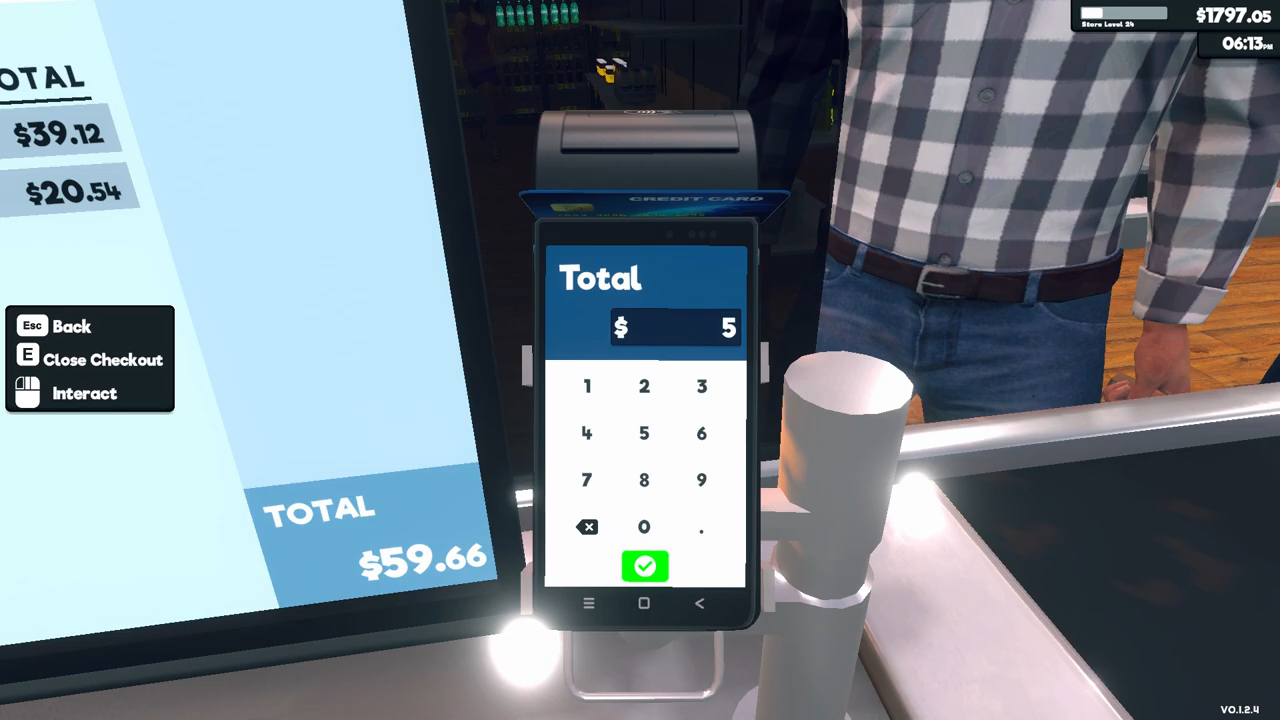 $1797.05
Store Level 24
06:13PM
OTAL
$39.12
$20.54
Esc Back
E Close Checkout
Interact
TOTAL
$59.66
CREDIT CARD
Total
$ 5
1 2 3
4 5 6
7 8 9
0 .
V0.1.2.4